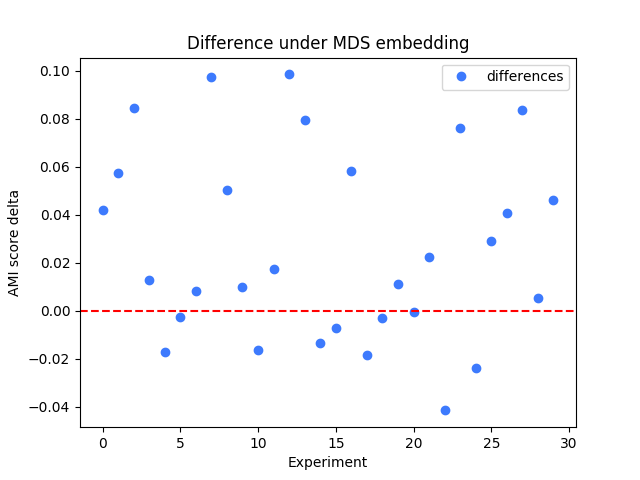 Difference under MDS embedding
differences
AMI score delta
0.10
0.08
0.06
0.04
0.02
0.00
−0.02
−0.04
0 5 10 15 20 25 30
Experiment